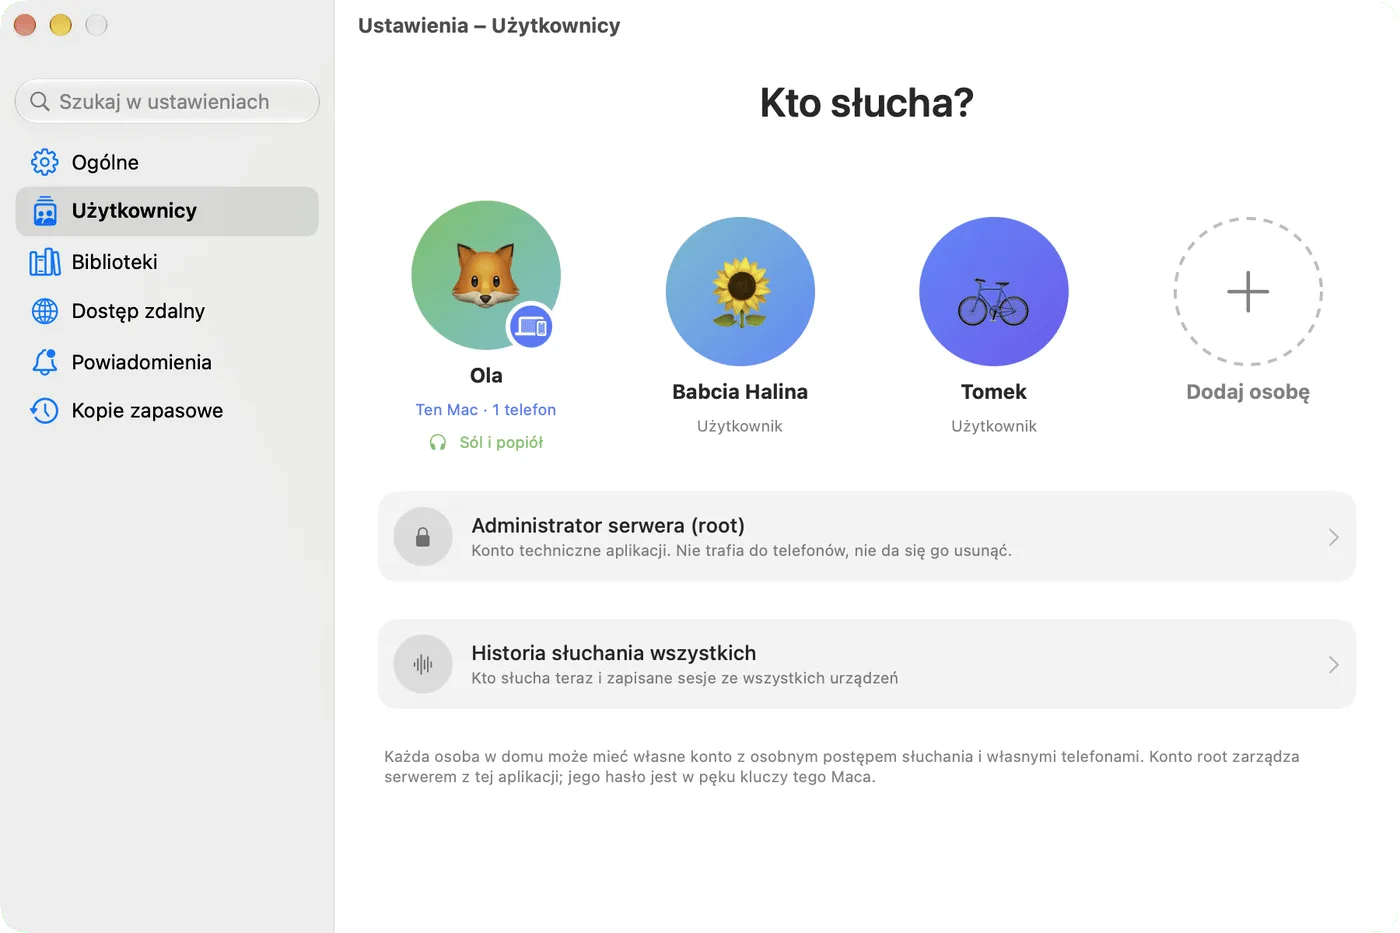 Ustawienia – Użytkownicy
Szukaj w ustawieniach
Ogólne
Użytkownicy
Biblioteki
Dostęp zdalny
Powiadomienia
Kopie zapasowe
Kto słucha?
Ola
Ten Mac · 1 telefon
Sól i popiół
Babcia Halina
Użytkownik
Tomek
Użytkownik
Dodaj osobę
Administrator serwera (root)
Konto techniczne aplikacji. Nie trafia do telefonów, nie da się go usunąć.
Historia słuchania wszystkich
Kto słucha teraz i zapisane sesje ze wszystkich urządzeń
Każda osoba w domu może mieć własne konto z osobnym postępem słuchania i własnymi telefonami. Konto root zarządza
serwerem z tej aplikacji; jego hasło jest w pęku kluczy tego Maca.